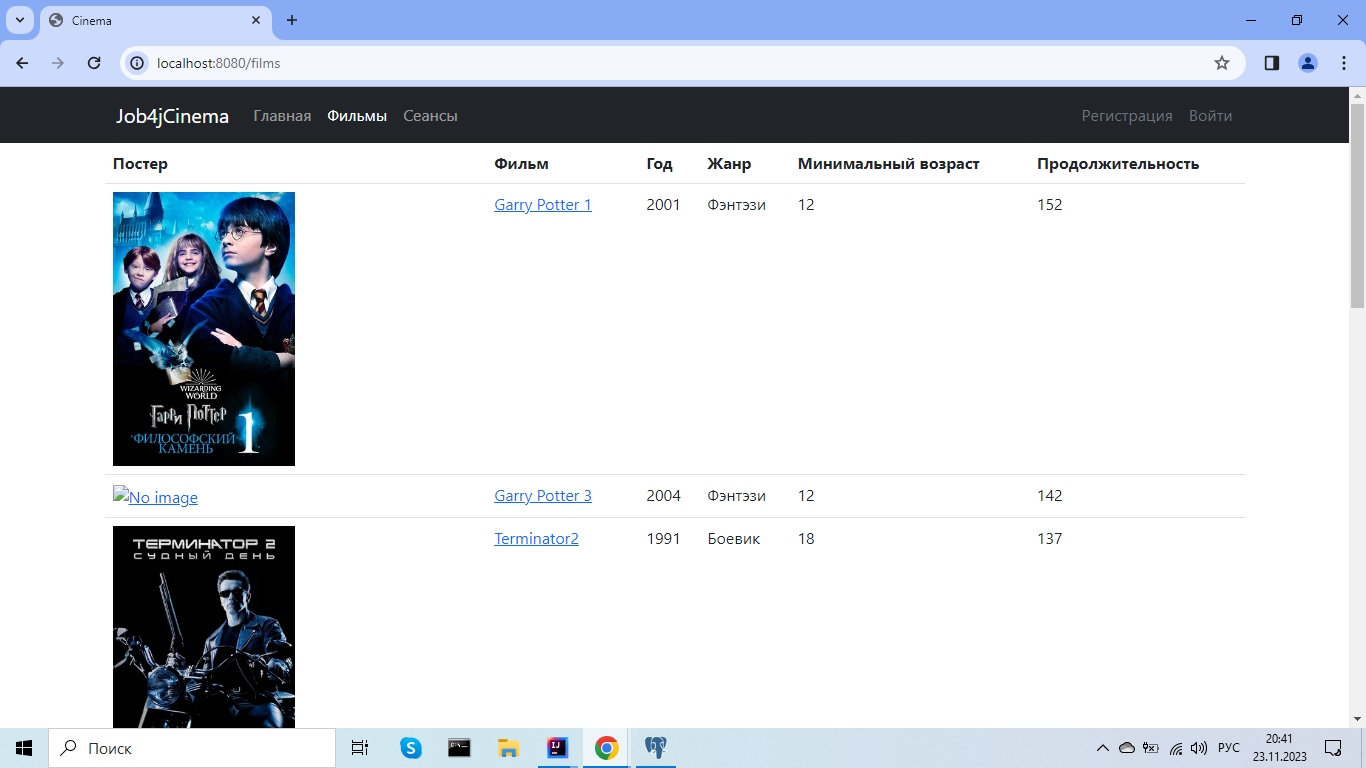 Cinema
localhost:8080/films
Job4jCinema Главная Фильмы Сеансы Регистрация Войти
Постер Фильм Год Жанр Минимальный возраст Продолжительность
Garry Potter 1 2001 Фэнтэзи 12 152
WIZARDING
WORLD
Гарри Поттер
ФИЛОСОФСКИЙ
КАМЕНЬ
1
No image Garry Potter 3 2004 Фэнтэзи 12 142
Terminator2 1991 Боевик 18 137
ТЕРМИНАТОР 2
СУДНЫЙ ДЕНЬ
Поиск
РУС
20:41
23.11.2023